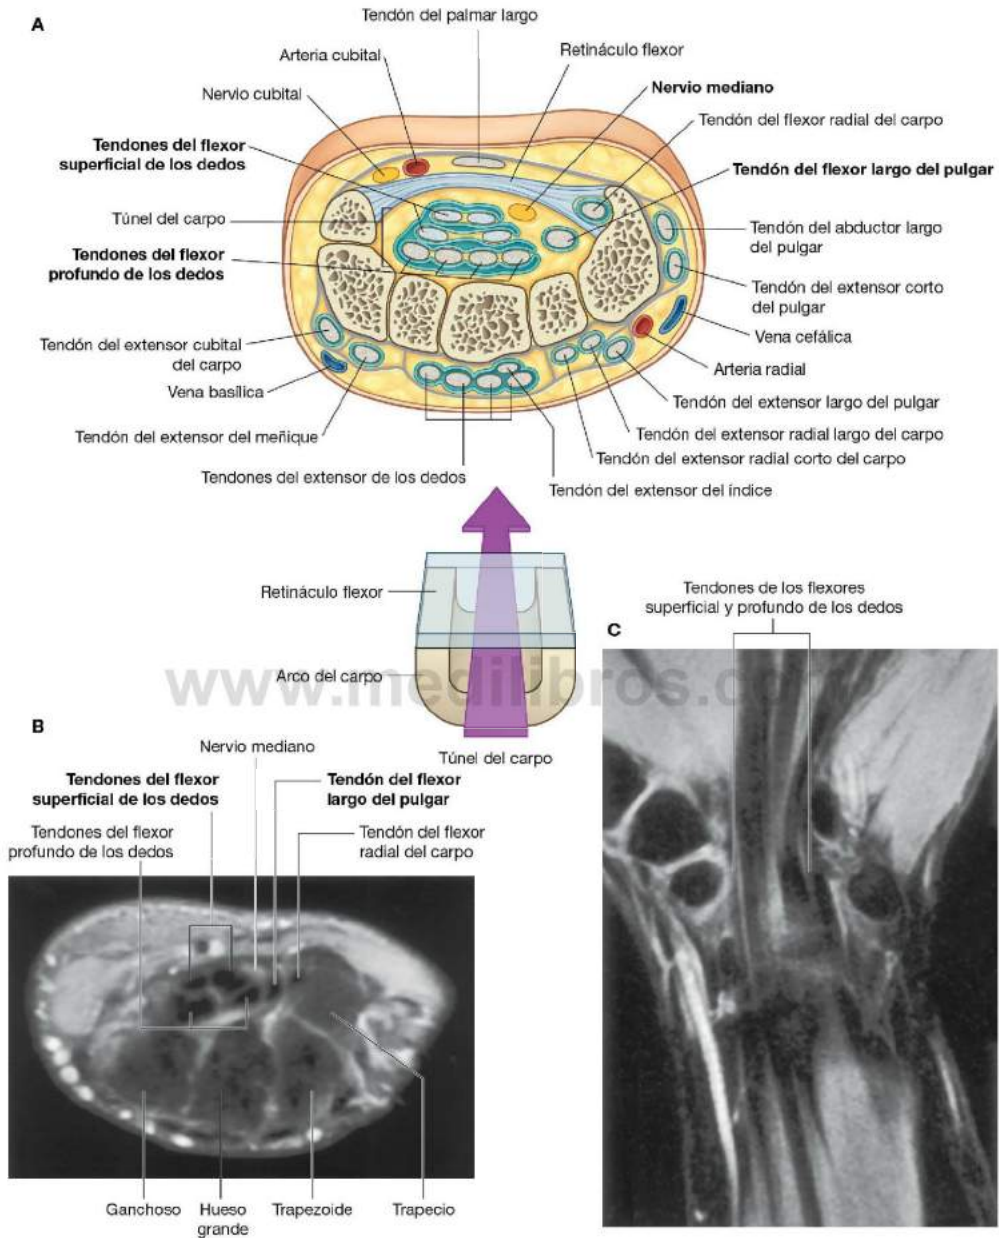 A
Tendón del palmar largo
Arteria cubital
Retináculo flexor
Nervio cubital
Nervio mediano
Tendón del flexor radial del carpo
Tendones del flexor
superficial de los dedos
Tendón del flexor largo del pulgar
Túnel del carpo
Tendón del abductor largo
del pulgar
Tendones del flexor
profundo de los dedos
Tendón del extensor corto
del pulgar
Tendón del extensor cubital
del carpo
Vena cefálica
Arteria radial
Vena basílica
Tendón del extensor largo del pulgar
Tendón del extensor del meñique
Tendón del extensor radial largo del carpo
Tendón del extensor radial corto del carpo
Tendones del extensor de los dedos
Tendón del extensor del índice
Retináculo flexor
Arco del carpo
Túnel del carpo
www.medilibros.com
B
Nervio mediano
Tendones del flexor
superficial de los dedos
Tendón del flexor
largo del pulgar
Tendones del flexor
profundo de los dedos
Tendón del flexor
radial del carpo
Ganchoso
Hueso
grande
Trapezoide
Trapecio
C
Tendones de los flexores
superficial y profundo de los dedos